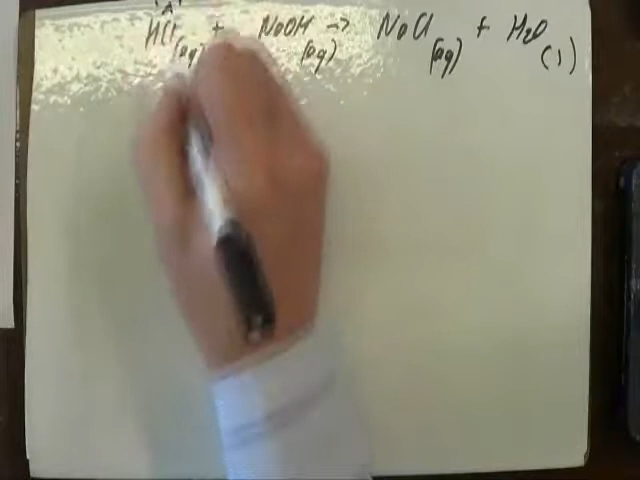 "A"
HCl(aq) + NaOH(aq) → NaCl(aq) + H₂O(l)